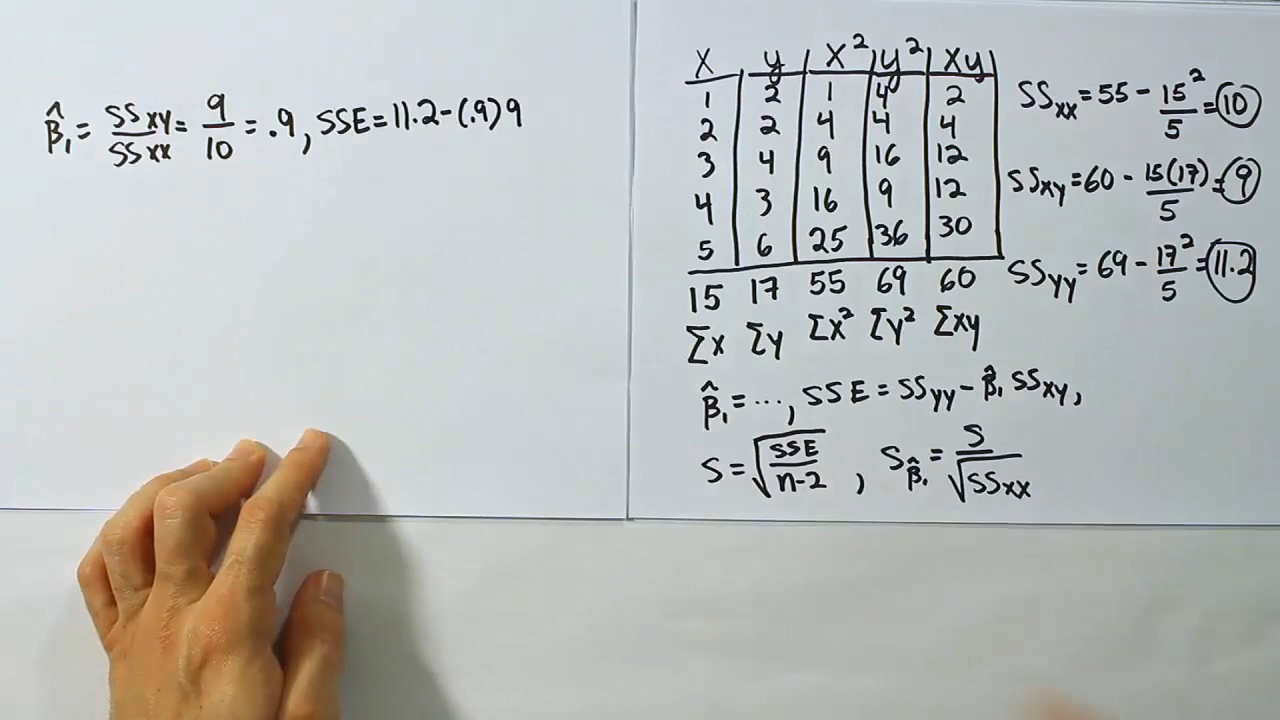 β̂₁ = SSxy/SSxx = 9/10 = .9, SSE = 11.2 - (.9)9
x y x² y² xy
1 2 1 4 2
2 2 4 4 4
3 4 9 16 12
4 3 16 9 12
5 6 25 36 30
15 17 55 69 60
Σx Σy Σx² Σy² Σxy
SSxx = 55 - 15²/5 = 10
SSxy = 60 - 15(17)/5 = 9
SSyy = 69 - 17²/5 = 11.2
β̂₁ = ..., SSE = SSyy - β̂₁ SSxy,
S = √(SSE/n-2) , Sβ̂₁ = S/√SSxx